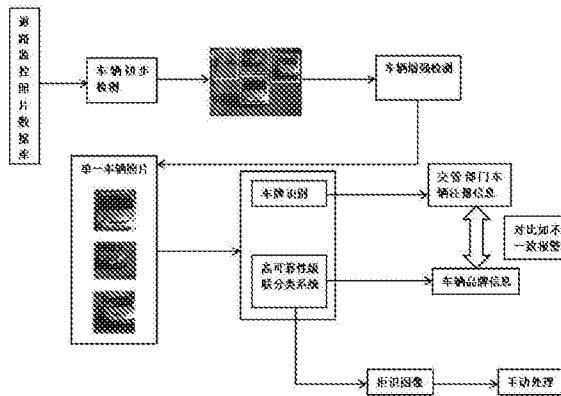 道路监控照片数据库
车辆初步
检测
车辆增强检测
单一车辆照片
车牌识别
高可靠性级
联分类系统
交管部门车
辆注册信息
对比如不
一致报警
车辆品牌信息
拒识图像
手动处理